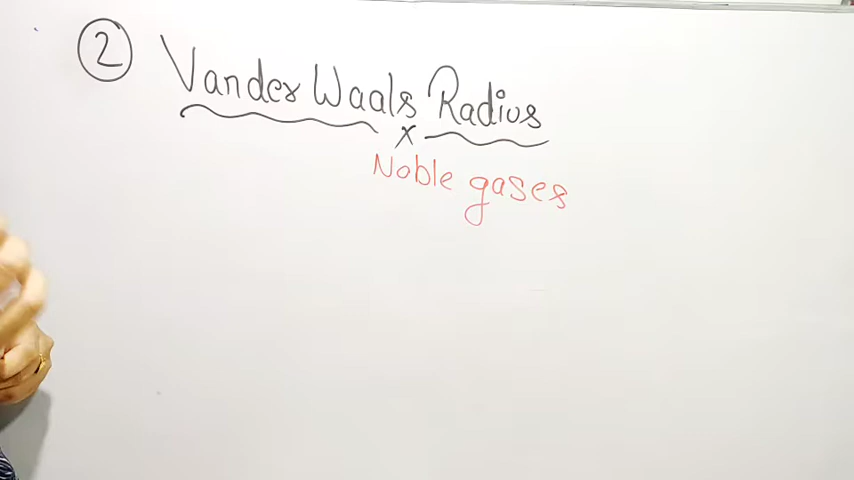 ② Vander Waals Radius
x
Noble gases